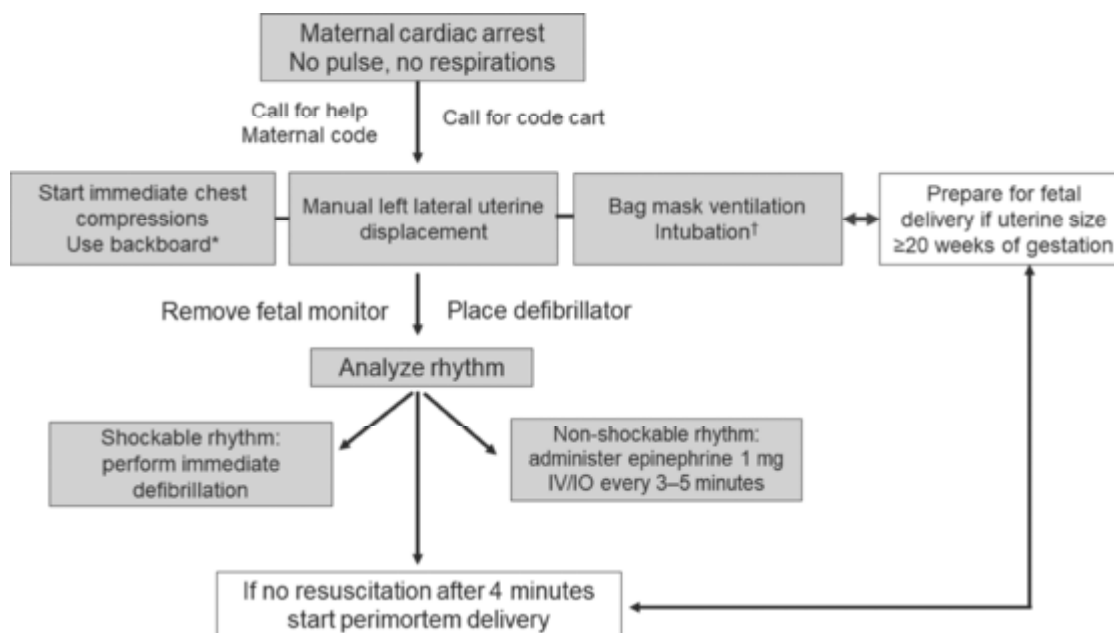 Maternal cardiac arrest
No pulse, no respirations
Call for help
Maternal code
Call for code cart
Start immediate chest
compressions
Use backboard*
Manual left lateral uterine
displacement
Bag mask ventilation
Intubation†
Prepare for fetal
delivery if uterine size
≥20 weeks of gestation
Remove fetal monitor
Place defibrillator
Analyze rhythm
Shockable rhythm:
perform immediate
defibrillation
Non-shockable rhythm:
administer epinephrine 1 mg
IV/IO every 3–5 minutes
If no resuscitation after 4 minutes
start perimortem delivery